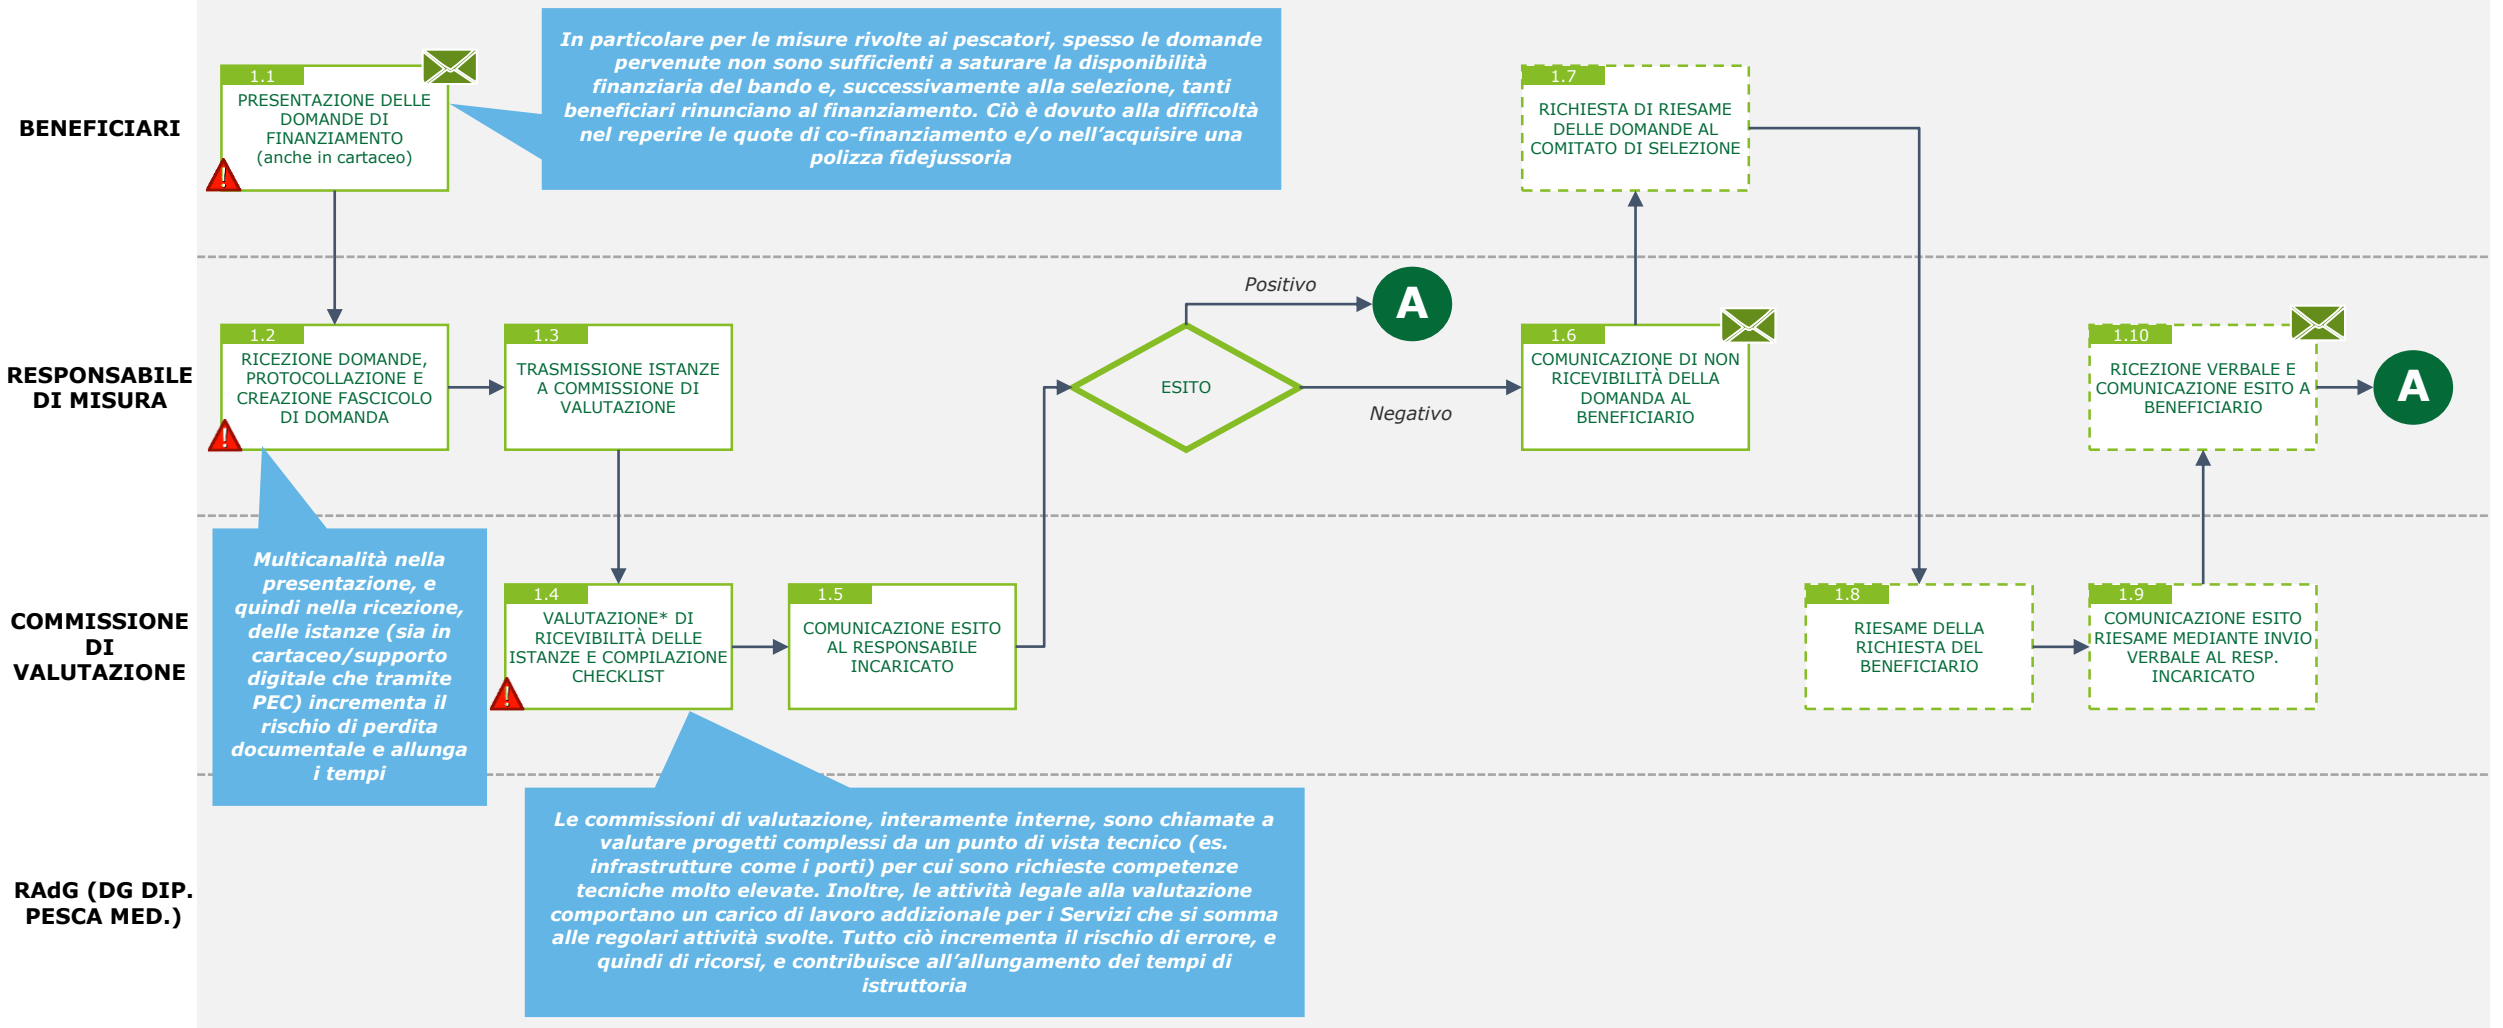 BENEFICIARI
1.1
PRESENTAZIONE DELLE
DOMANDE DI
FINANZIAMENTO
(anche in cartaceo)
In particolare per le misure rivolte ai pescatori, spesso le domande
pervenute non sono sufficienti a saturare la disponibilità
finanziaria del bando e, successivamente alla selezione, tanti
beneficiari rinunciano al finanziamento. Ciò è dovuto alla difficoltà
nel reperire le quote di co-finanziamento e/o nell'acquisire una
polizza fidejussoria
1.7
RICHIESTA DI RIESAME
DELLE DOMANDE AL
COMITATO DI SELEZIONE
RESPONSABILE
DI MISURA
1.2
RICEZIONE DOMANDE,
PROTOCOLLAZIONE E
CREAZIONE FASCICOLO
DI DOMANDA
1.3
TRASMISSIONE ISTANZE
A COMMISSIONE DI
VALUTAZIONE
ESITO
Positivo
A
Negativo
1.6
COMUNICAZIONE DI NON
RICEVIBILITÀ DELLA
DOMANDA AL
BENEFICIARIO
1.10
RICEZIONE VERBALE E
COMUNICAZIONE ESITO A
BENEFICIARIO
A
COMMISSIONE
DI
VALUTAZIONE
Multicanalità nella
presentazione, e
quindi nella ricezione,
delle istanze (sia in
cartaceo/supporto
digitale che tramite
PEC) incrementa il
rischio di perdita
documentale e allunga
i tempi
1.4
VALUTAZIONE* DI
RICEVIBILITÀ DELLE
ISTANZE E COMPILAZIONE
CHECKLIST
1.5
COMUNICAZIONE ESITO
AL RESPONSABILE
INCARICATO
1.8
RIESAME DELLA
RICHIESTA DEL
BENEFICIARIO
1.9
COMUNICAZIONE ESITO
RIESAME MEDIANTE INVIO
VERBALE AL RESP.
INCARICATO
RAdG (DG DIP.
PESCA MED.)
Le commissioni di valutazione, interamente interne, sono chiamate a
valutare progetti complessi da un punto di vista tecnico (es.
infrastrutture come i porti) per cui sono richieste competenze
tecniche molto elevate. Inoltre, le attività legale alla valutazione
comportano un carico di lavoro addizionale per i Servizi che si somma
alle regolari attività svolte. Tutto ciò incrementa il rischio di errore, e
quindi di ricorsi, e contribuisce all'allungamento dei tempi di
istruttoria